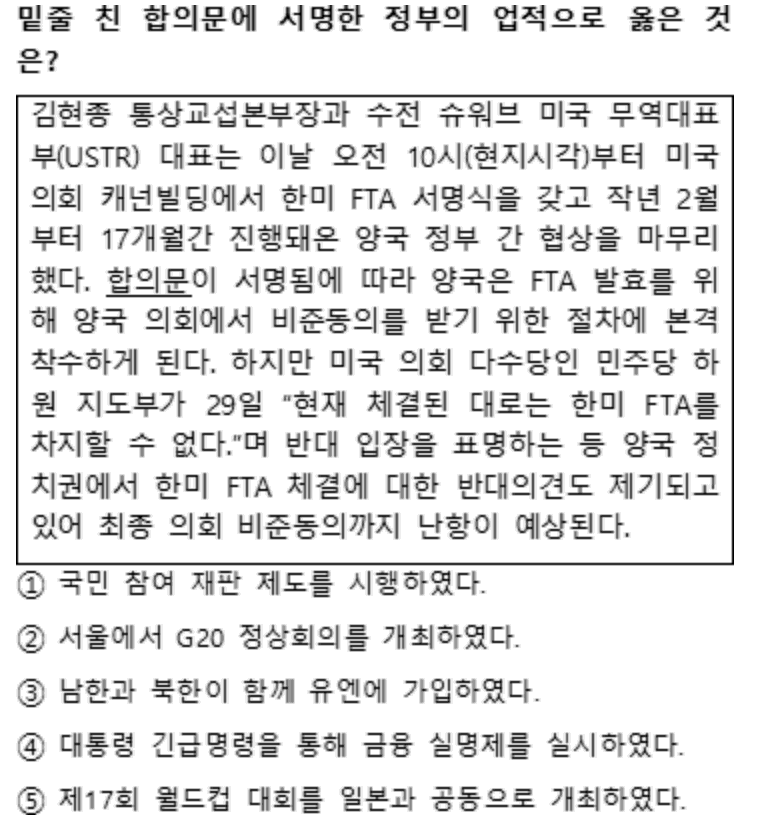 밑줄 친 합의문에 서명한 정부의 업적으로 옳은 것
은?
김현종 통상교섭본부장과 수전 슈워브 미국 무역대표
부(USTR) 대표는 이날 오전 10시(현지시각)부터 미국
의회 캐넌빌딩에서 한미 FTA 서명식을 갖고 작년 2월
부터 17개월간 진행돼온 양국 정부 간 협상을 마무리
했다. 합의문이 서명됨에 따라 양국은 FTA 발효를 위
해 양국 의회에서 비준동의를 받기 위한 절차에 본격
착수하게 된다. 하지만 미국 의회 다수당인 민주당 하
원 지도부가 29일 “현재 체결된 대로는 한미 FTA를
차지할 수 없다.”며 반대 입장을 표명하는 등 양국 정
치권에서 한미 FTA 체결에 대한 반대의견도 제기되고
있어 최종 의회 비준동의까지 난항이 예상된다.
① 국민 참여 재판 제도를 시행하였다.
② 서울에서 G20 정상회의를 개최하였다.
③ 남한과 북한이 함께 유엔에 가입하였다.
④ 대통령 긴급명령을 통해 금융 실명제를 실시하였다.
⑤ 제17회 월드컵 대회를 일본과 공동으로 개최하였다.